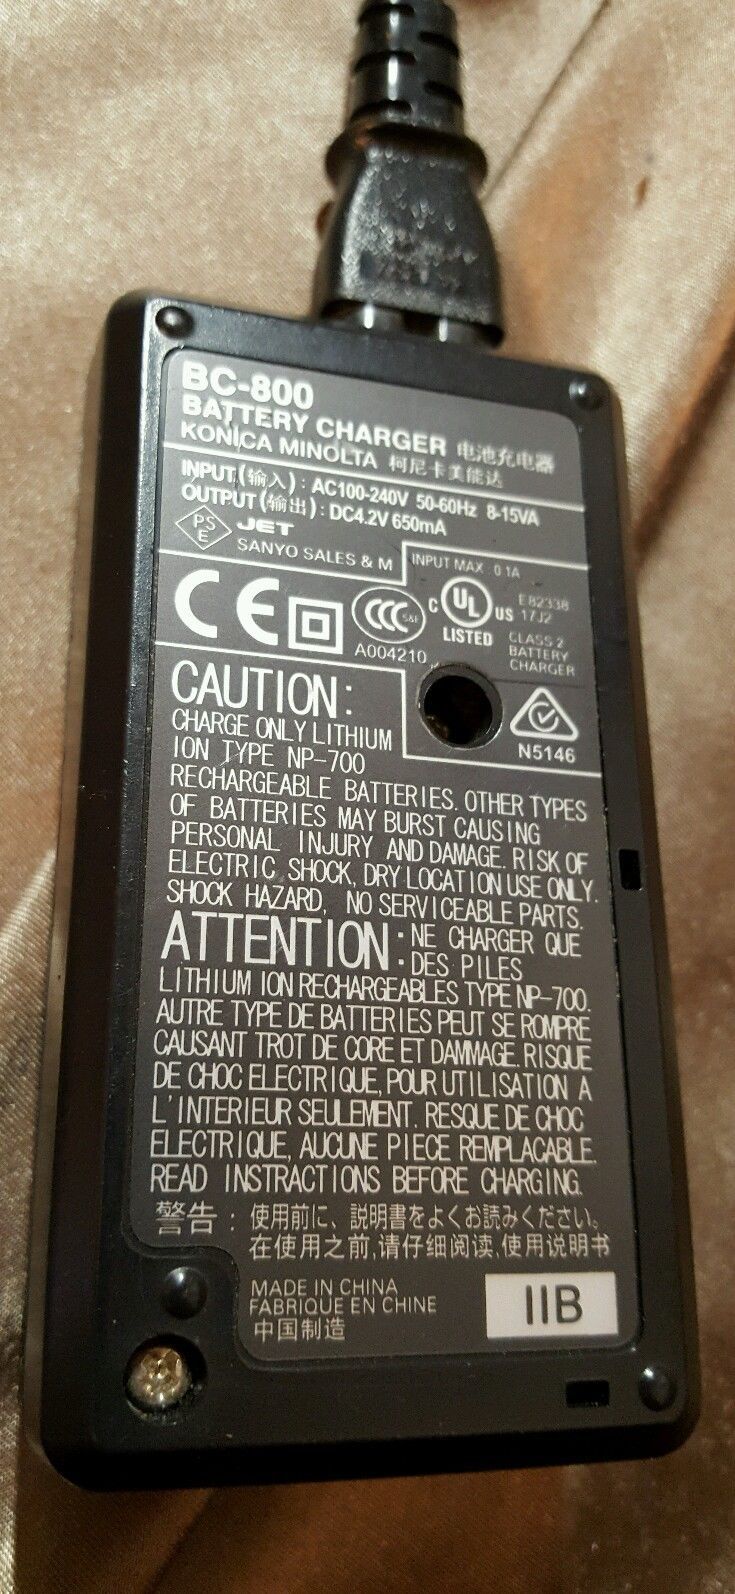 BC-800
BATTERY CHARGER 电池充电器
KONICA MINOLTA 柯尼卡美能达
INPUT(输入) : AC100-240V 50-60Hz 8-15VA
OUTPUT(输出) : DC4.2V 650mA
PS
E
JET
SANYO SALES & M
INPUT MAX 0.1A
CE
CCC S&E
A004210
C UL US
LISTED
E82338
17J2
CLASS 2
BATTERY
CHARGER
N5146
CAUTION:
CHARGE ONLY LITHIUM
ION TYPE NP-700
RECHARGEABLE BATTERIES. OTHER TYPES
OF BATTERIES MAY BURST CAUSING
PERSONAL INJURY AND DAMAGE. RISK OF
ELECTRIC SHOCK, DRY LOCATION USE ONLY.
SHOCK HAZARD, NO SERVICEABLE PARTS.
ATTENTION: NE CHARGER QUE
DES PILES
LITHIUM ION RECHARGEABLES TYPE NP-700.
AUTRE TYPE DE BATTERIES PEUT SE ROMPRE
CAUSANT TROT DE CORE ET DAMMAGE. RISQUE
DE CHOC ELECTRIQUE, POUR UTILISATION A
L'INTERIEUR SEULEMENT. RESQUE DE CHOC
ELECTRIQUE, AUCUNE PIECE REMPLACABLE.
READ INSTRUCTIONS BEFORE CHARGING.
警告 : 使用前に、説明書をよくお読みください。
在使用之前,请仔细阅读,使用说明书
MADE IN CHINA
FABRIQUE EN CHINE
中国制造
IIB